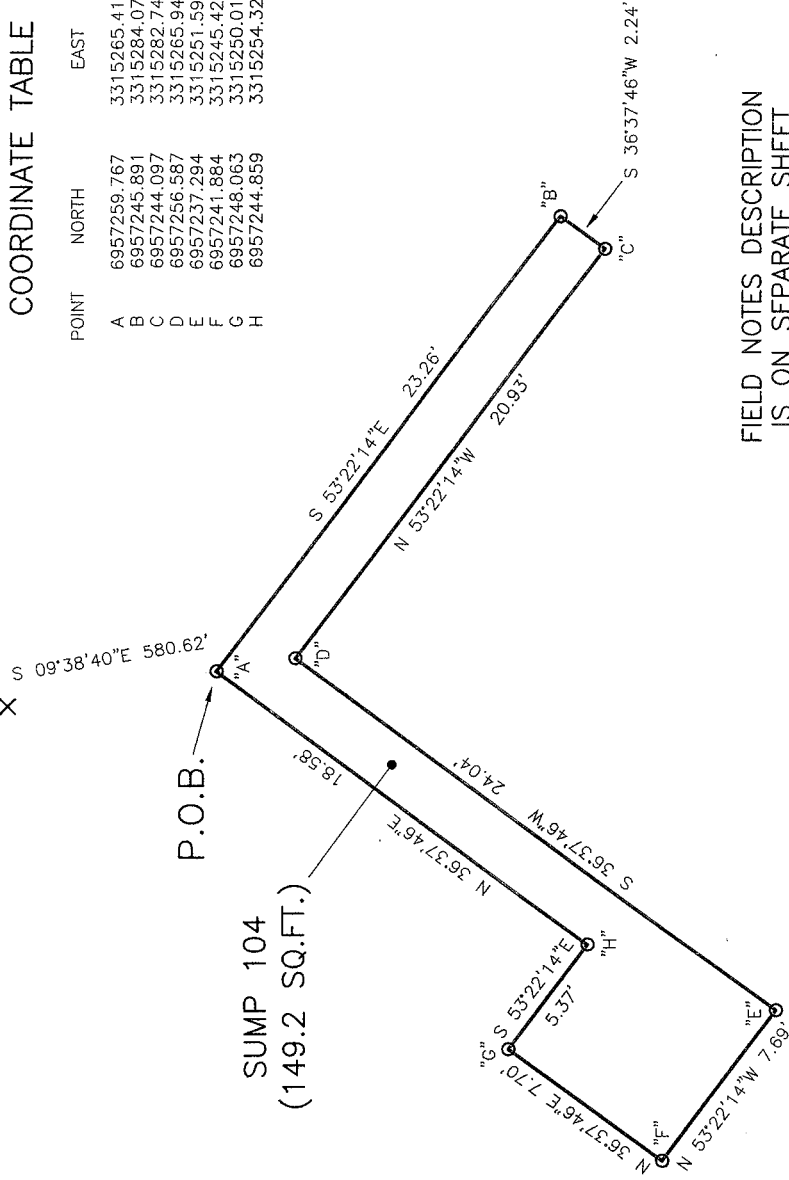 COORDINATE TABLE
POINT NORTH EAST
A 6957259.767 3315265.41
B 6957245.891 3315284.07
C 6957244.097 3315282.74
D 6957256.587 3315265.94
E 6957237.294 3315251.59
F 6957241.884 3315245.42
G 6957248.063 3315250.01
H 6957244.859 3315254.32
X
S 09°38'40"E 580.62'
P.O.B.
"A"
S 53°22'14"E 23.26'
"B"
S 36°37'46"W 2.24'
"C"
N 53°22'14"W 20.93'
"D"
18.58'
N 36°37'46"E
24.04'
S 36°37'46"W
SUMP 104
(149.2 SQ.FT.)
"H"
S 53°22'14"E
5.37'
"G"
N 36°37'46"E 7.70'
"F"
N 53°22'14"W 7.69'
"E"
FIELD NOTES DESCRIPTION
IS ON SEPARATE SHEET